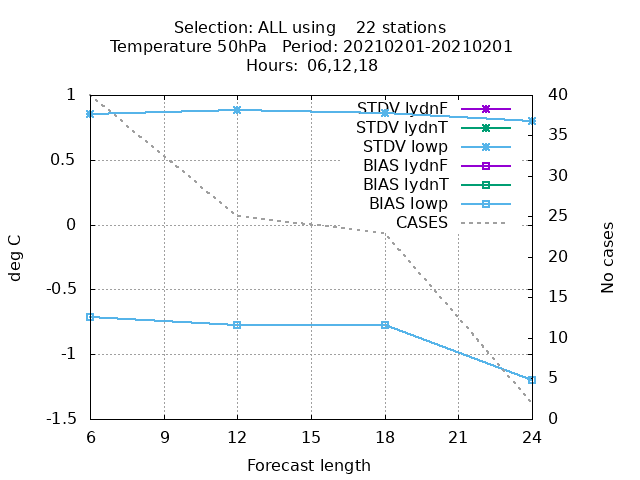 Selection: ALL using    22 stations
Temperature 50hPa   Period: 20210201-20210201
Hours: 06,12,18
STDV lydnF
STDV lydnT
STDV lowp
BIAS lydnF
BIAS lydnT
BIAS lowp
CASES
1
0.5
0
-0.5
-1
-1.5
deg C
40
35
30
25
20
15
10
5
0
No cases
6 9 12 15 18 21 24
Forecast length